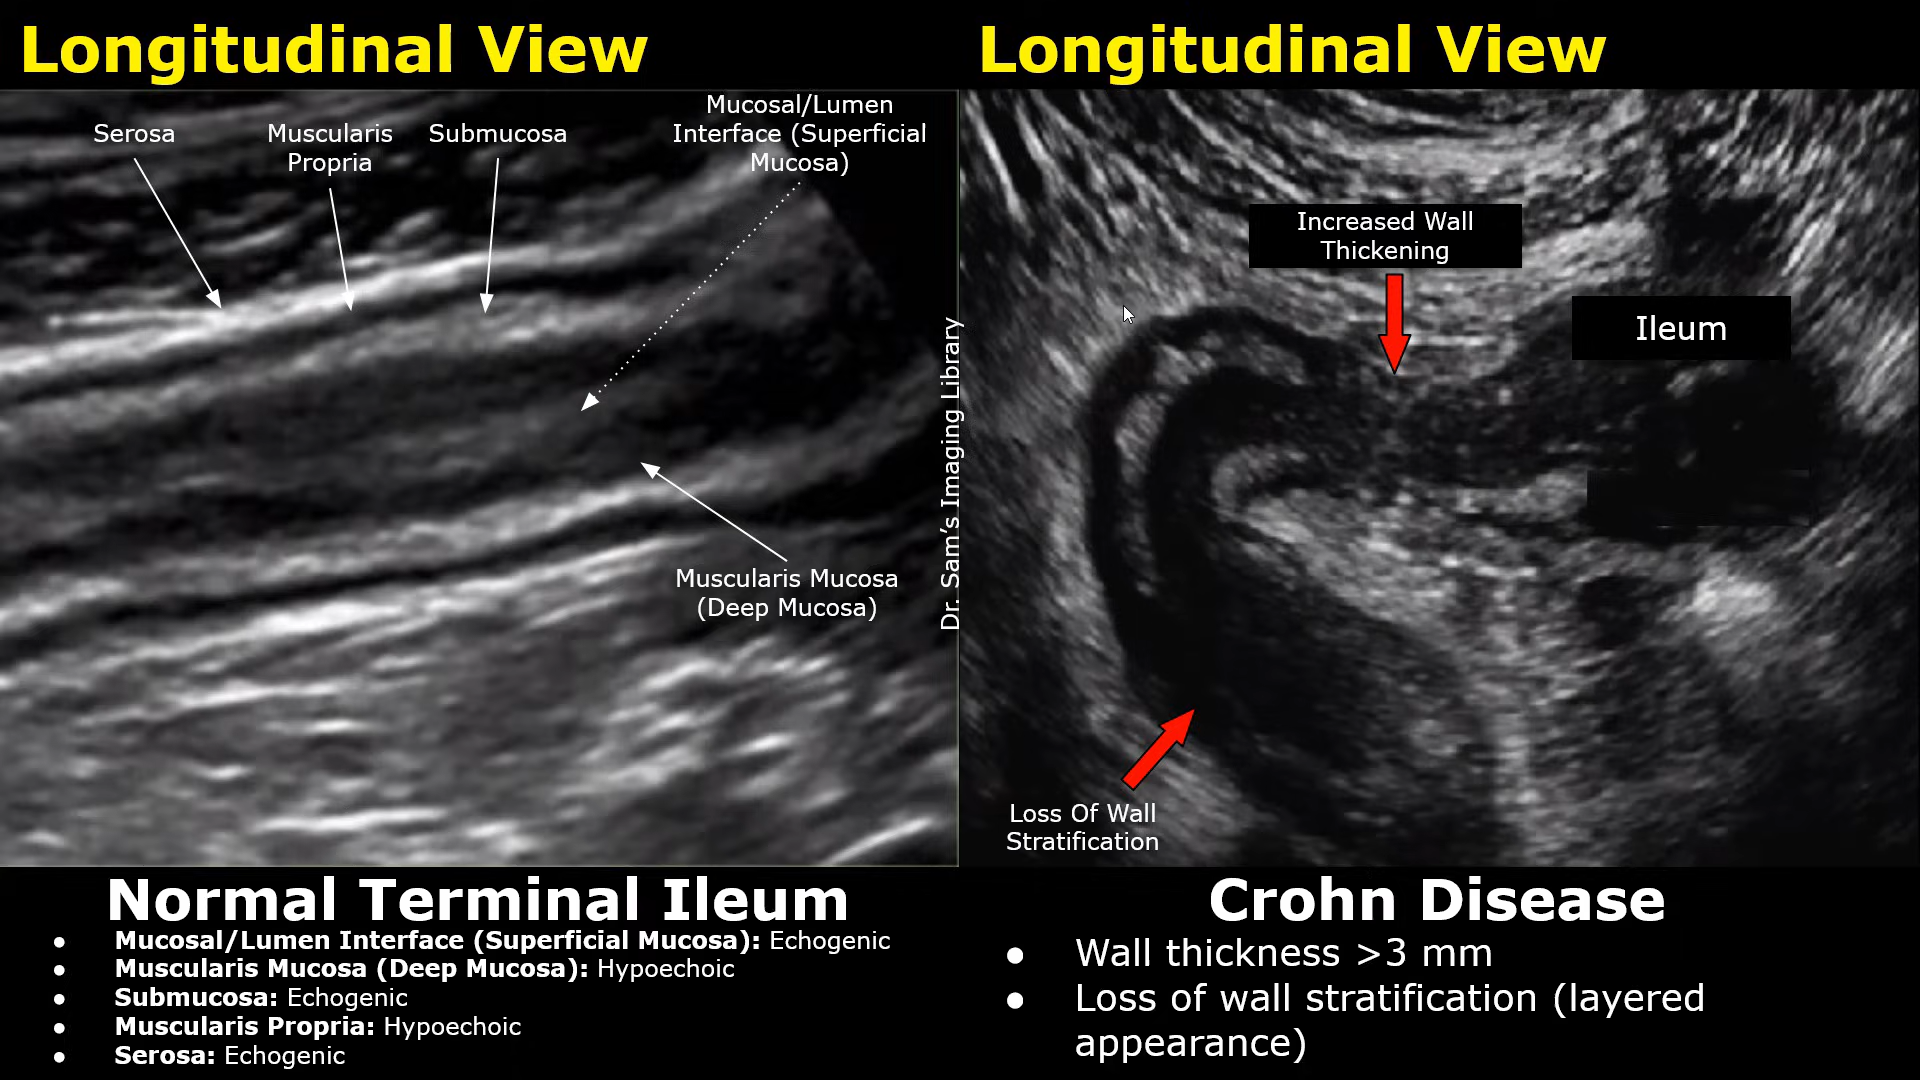 Longitudinal View
Serosa
Muscularis
Propria
Submucosa
Mucosal/Lumen
Interface (Superficial
Mucosa)
Muscularis Mucosa
(Deep Mucosa)
Dr. Sam’s Imaging Library
Normal Terminal Ileum
● Mucosal/Lumen Interface (Superficial Mucosa): Echogenic
● Muscularis Mucosa (Deep Mucosa): Hypoechoic
● Submucosa: Echogenic
● Muscularis Propria: Hypoechoic
● Serosa: Echogenic
Longitudinal View
Increased Wall
Thickening
Ileum
Loss Of Wall
Stratification
Crohn Disease
● Wall thickness >3 mm
● Loss of wall stratification (layered
appearance)